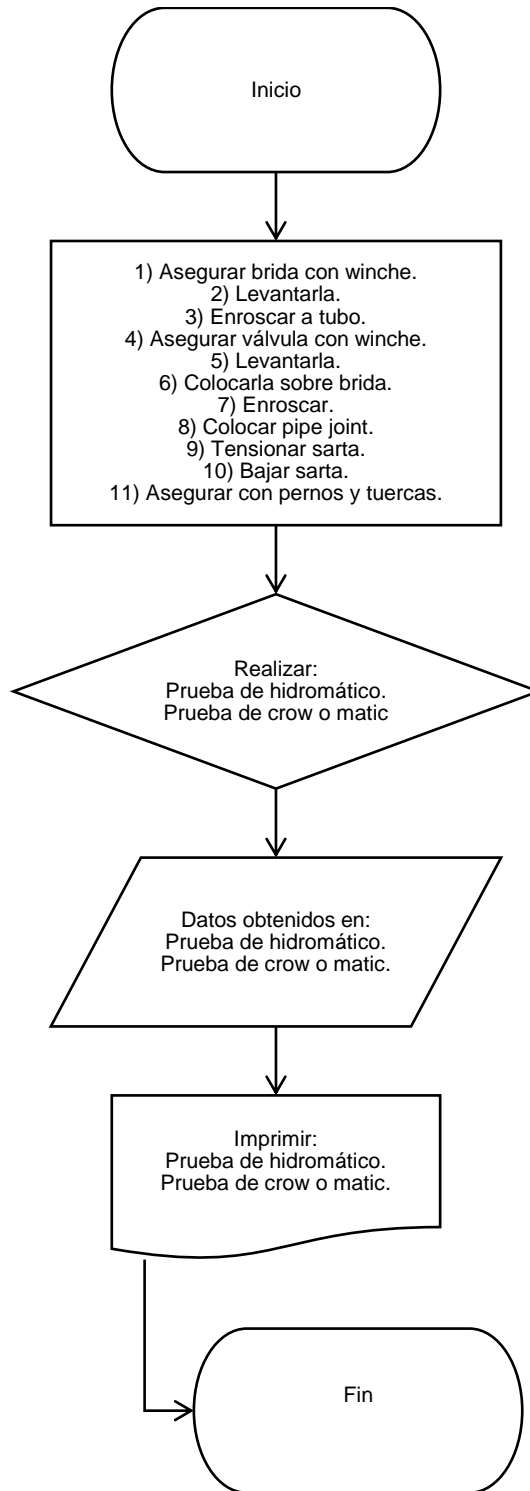 Inicio
1) Asegurar brida con winche.
2) Levantarla.
3) Enroscar a tubo.
4) Asegurar válvula con winche.
5) Levantarla.
6) Colocarla sobre brida.
7) Enroscar.
8) Colocar pipe joint.
9) Tensionar sarta.
10) Bajar sarta.
11) Asegurar con pernos y tuercas.
Realizar:
Prueba de hidromático.
Prueba de crow o matic
Datos obtenidos en:
Prueba de hidromático.
Prueba de crow o matic.
Imprimir:
Prueba de hidromático.
Prueba de crow o matic.
Fin